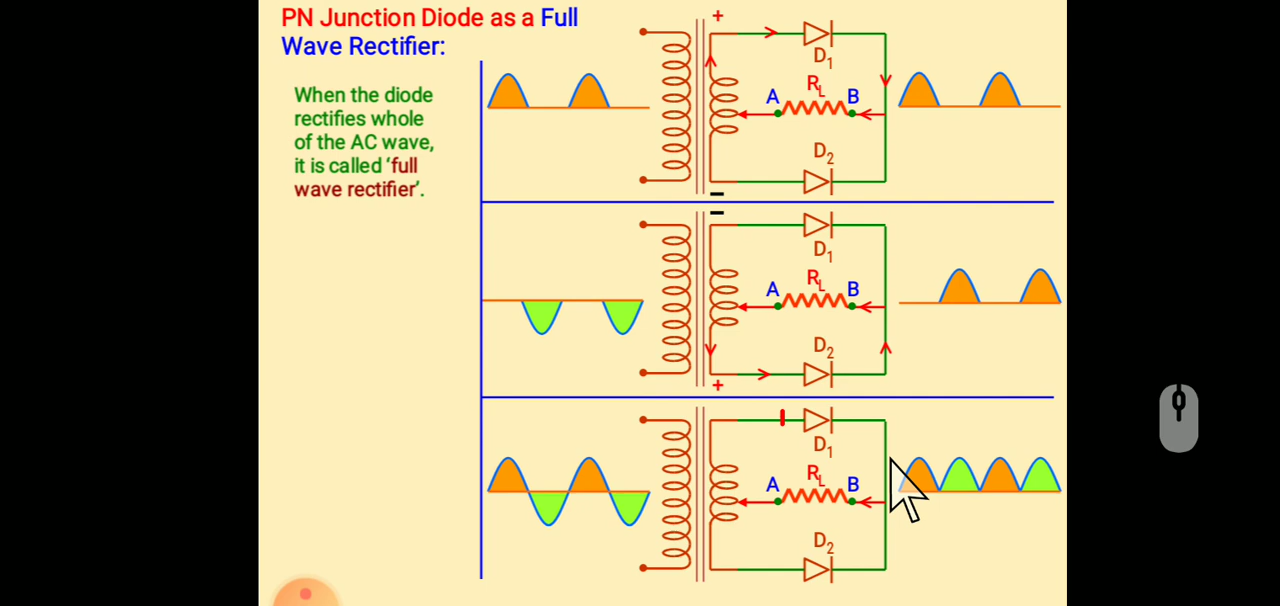 PN Junction Diode as a Full
Wave Rectifier:
When the diode
rectifies whole
of the AC wave,
it is called ‘full
wave rectifier’.
+
D1
A RL B
D2
–
–
D1
A RL B
D2
+
D1
A RL B
D2